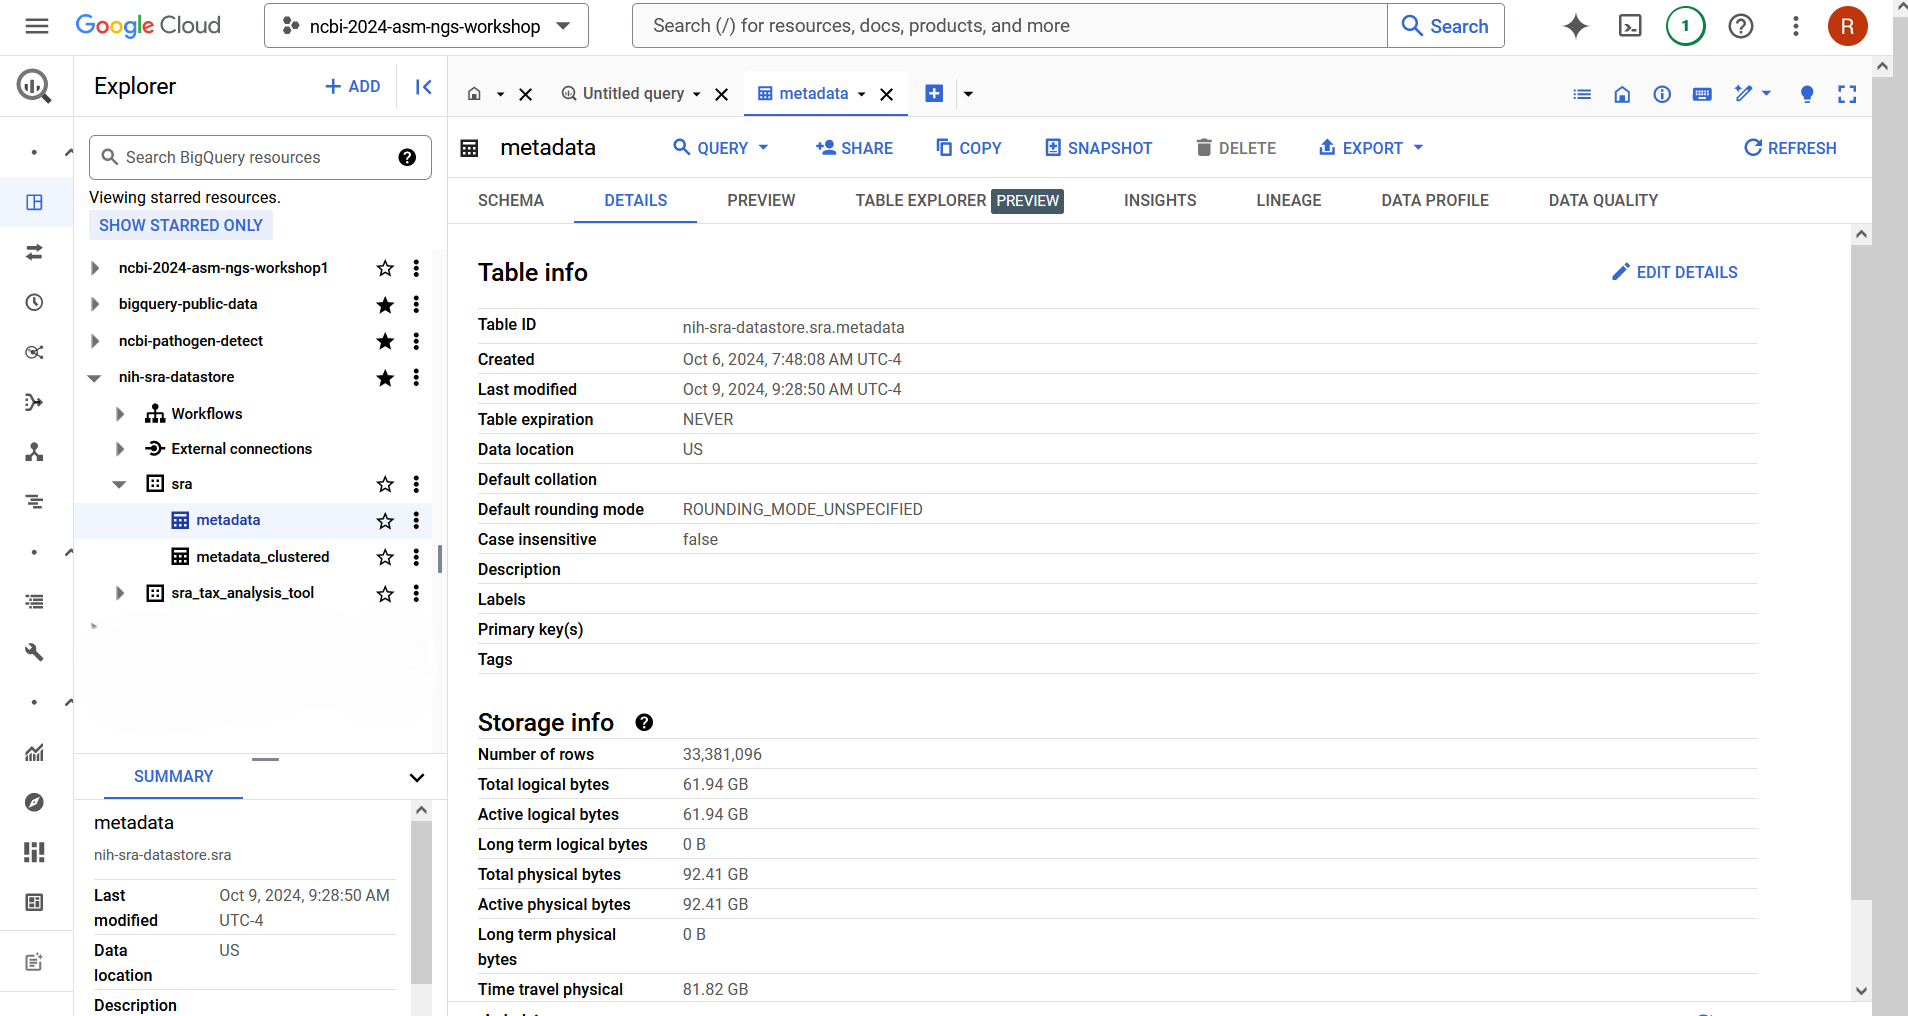 Google Cloud
ncbi-2024-asm-ngs-workshop
Search (/) for resources, docs, products, and more
Search
1
R
Explorer
ADD
Untitled query
metadata
Search BigQuery resources
Viewing starred resources.
SHOW STARRED ONLY
ncbi-2024-asm-ngs-workshop1
bigquery-public-data
ncbi-pathogen-detect
nih-sra-datastore
Workflows
External connections
sra
metadata
metadata_clustered
sra_tax_analysis_tool
SUMMARY
metadata
nih-sra-datastore.sra
Last modified Oct 9, 2024, 9:28:50 AM UTC-4
Data location US
Description
metadata
QUERY
SHARE
COPY
SNAPSHOT
DELETE
EXPORT
REFRESH
SCHEMA
DETAILS
PREVIEW
TABLE EXPLORER PREVIEW
INSIGHTS
LINEAGE
DATA PROFILE
DATA QUALITY
Table info
EDIT DETAILS
Table ID nih-sra-datastore.sra.metadata
Created Oct 6, 2024, 7:48:08 AM UTC-4
Last modified Oct 9, 2024, 9:28:50 AM UTC-4
Table expiration NEVER
Data location US
Default collation
Default rounding mode ROUNDING_MODE_UNSPECIFIED
Case insensitive false
Description
Labels
Primary key(s)
Tags
Storage info
Number of rows 33,381,096
Total logical bytes 61.94 GB
Active logical bytes 61.94 GB
Long term logical bytes 0 B
Total physical bytes 92.41 GB
Active physical bytes 92.41 GB
Long term physical bytes 0 B
Time travel physical 81.82 GB